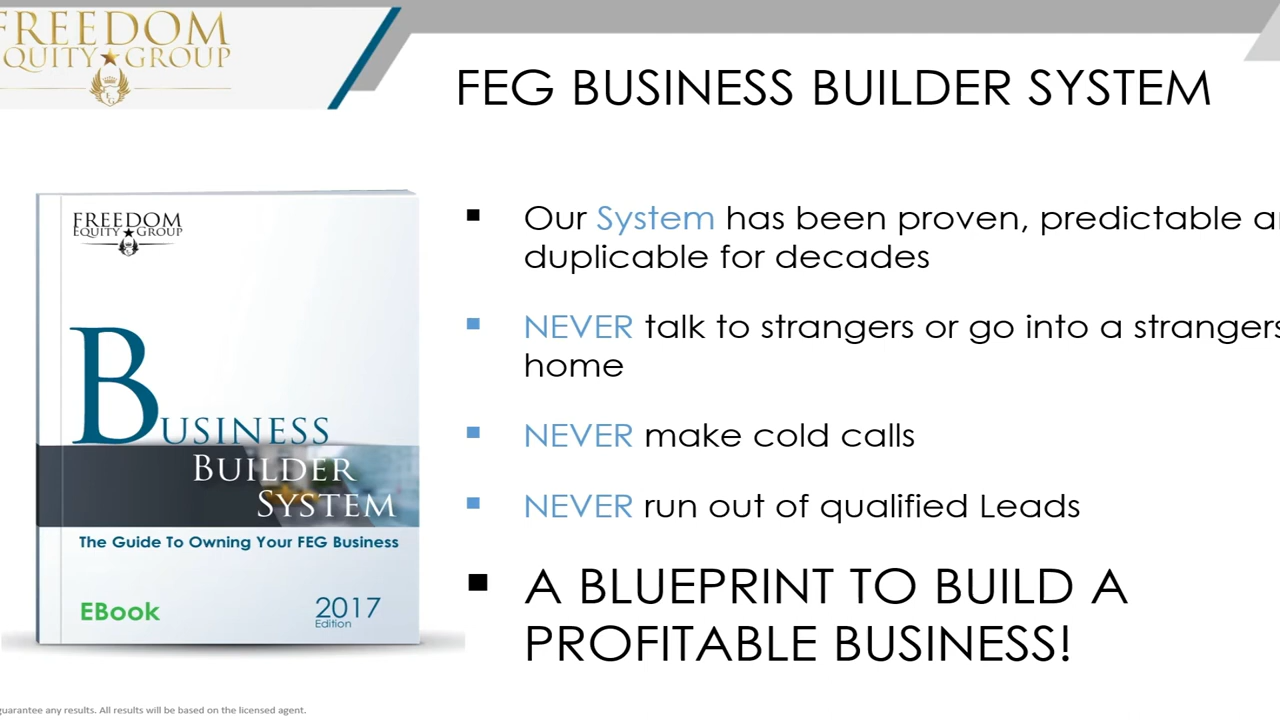 FREEDOM
QUITY★GROUP
FEG BUSINESS BUILDER SYSTEM
FREEDOM
EQUITY★GROUP
BUSINESS
BUILDER
SYSTEM
The Guide To Owning Your FEG Business
EBook
2017
Edition
▪ Our System has been proven, predictable a
duplicable for decades
▪ NEVER talk to strangers or go into a strangers
home
▪ NEVER make cold calls
▪ NEVER run out of qualified Leads
▪ A BLUEPRINT TO BUILD A
PROFITABLE BUSINESS!
guarantee any results. All results will be based on the licensed agent.